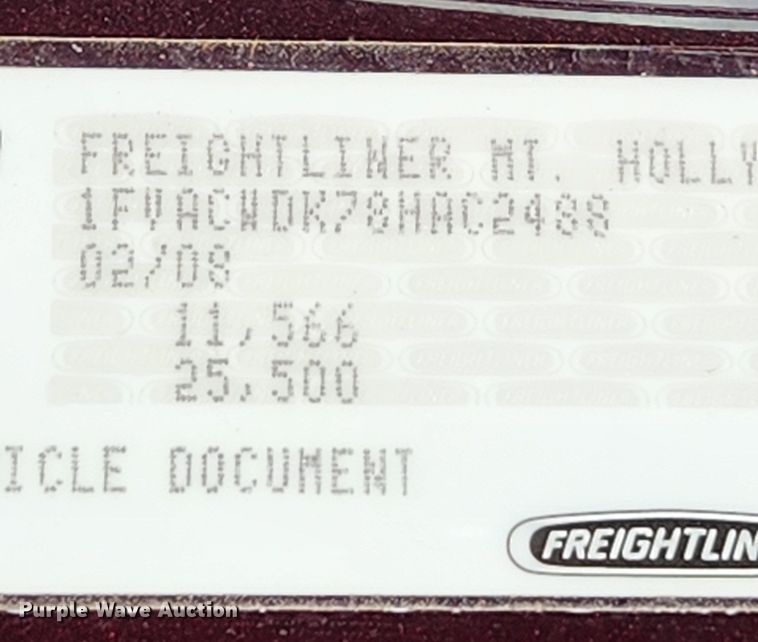 FREIGHTLINER MT. HOLLY
1FVACWDK78HAC2488
02/08
11,566
25,500
ICLE DOCUMENT
FREIGHTLIN
Purple Wave Auction